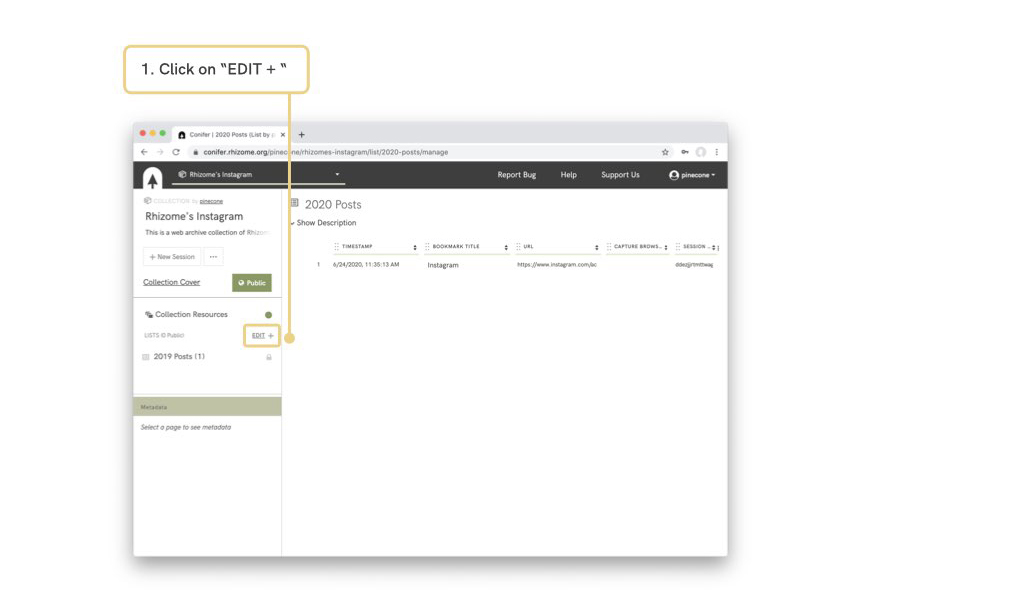 1. Click on “EDIT + “
Conifer | 2020 Posts (List by
conifer.rhizome.org/pinecone/rhizomes-instagram/list/2020-posts/manage
Rhizome's Instagram
Report Bug
Help
Support Us
pinecone
COLLECTION by pinecone
Rhizome's Instagram
This is a web archive collection of Rhizom
+ New Session
...
Collection Cover
Public
Collection Resources
LISTS (0 Public)
EDIT +
2019 Posts (1)
Metadata
Select a page to see metadata
2020 Posts
Show Description
TIMESTAMP
BOOKMARK TITLE
URL
CAPTURE BROWS...
SESSION
1
6/24/2020, 11:35:13 AM
Instagram
https://www.instagram.com/ac